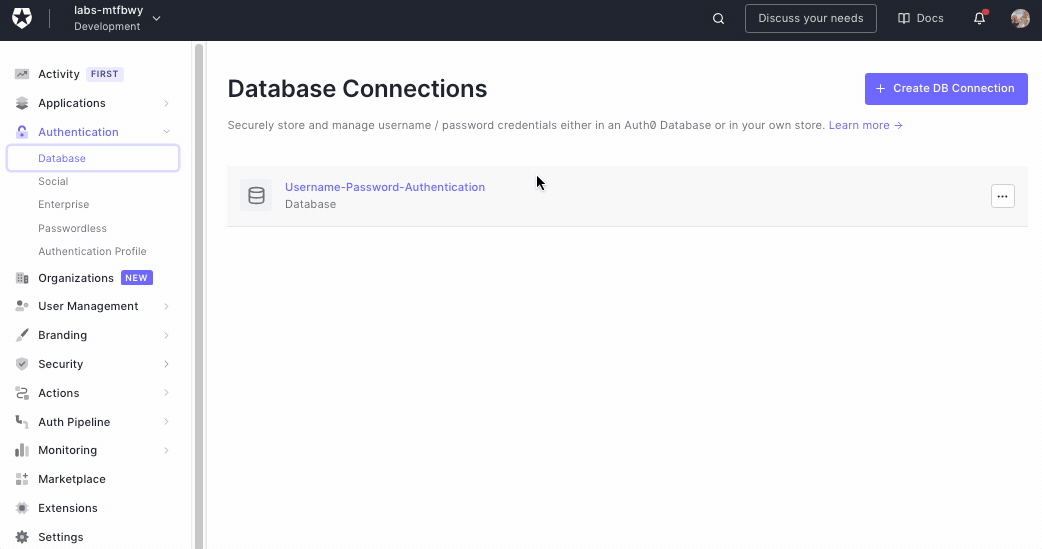 labs-mtfbwy
Development
Discuss your needs
Docs
Activity FIRST
Applications
Authentication
Database
Social
Enterprise
Passwordless
Authentication Profile
Organizations NEW
User Management
Branding
Security
Actions
Auth Pipeline
Monitoring
Marketplace
Extensions
Settings
Database Connections
+ Create DB Connection
Securely store and manage username / password credentials either in an Auth0 Database or in your own store. Learn more →
Username-Password-Authentication
Database